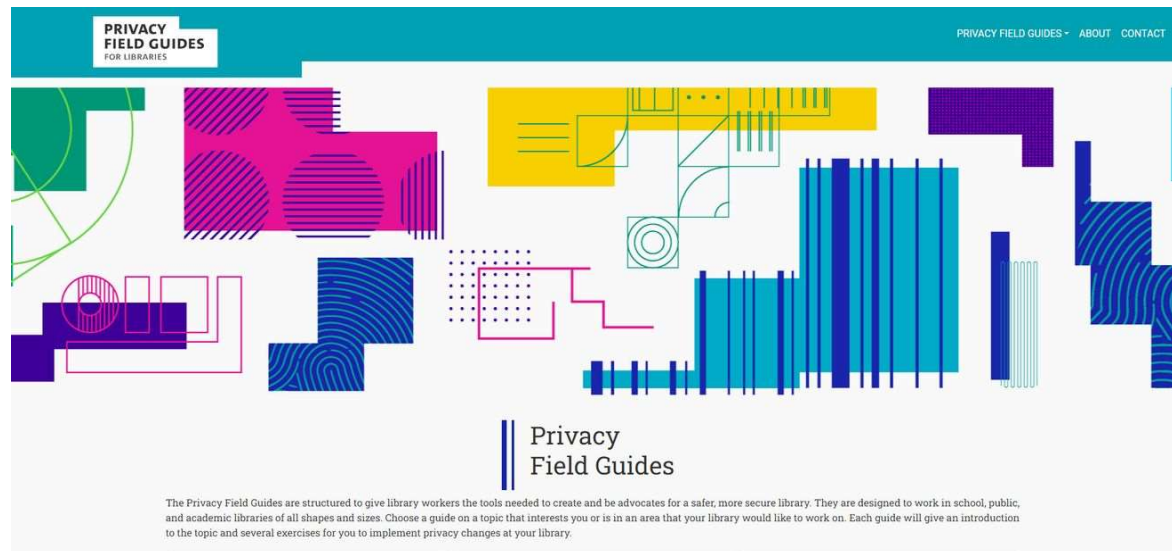 PRIVACY
FIELD GUIDES
FOR LIBRARIES
PRIVACY FIELD GUIDES ABOUT CONTACT
Privacy
Field Guides
The Privacy Field Guides are structured to give library workers the tools needed to create and be advocates for a safer, more secure library. They are designed to work in school, public,
and academic libraries of all shapes and sizes. Choose a guide on a topic that interests you or is in an area that your library would like to work on. Each guide will give an introduction
to the topic and several exercises for you to implement privacy changes at your library.